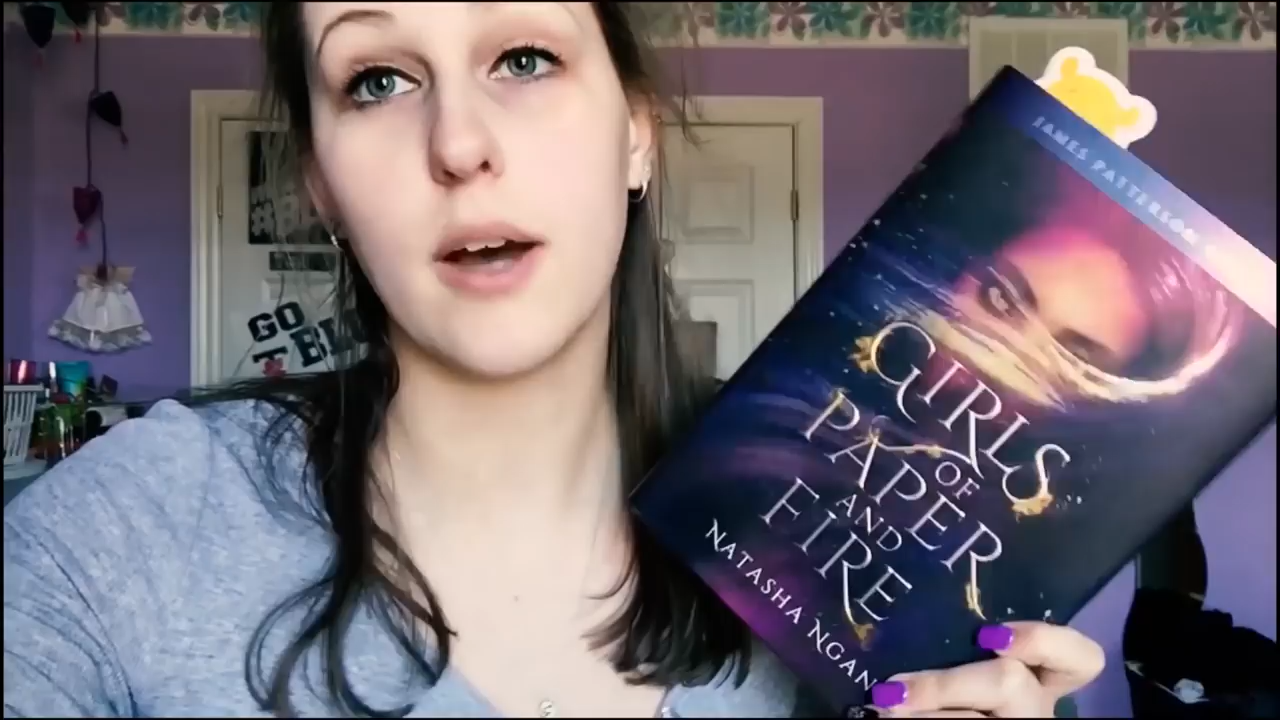 JAMES PATTERSON
GIRLS
OF
PAPER
AND
FIRE
NATASHA NGAN
GO